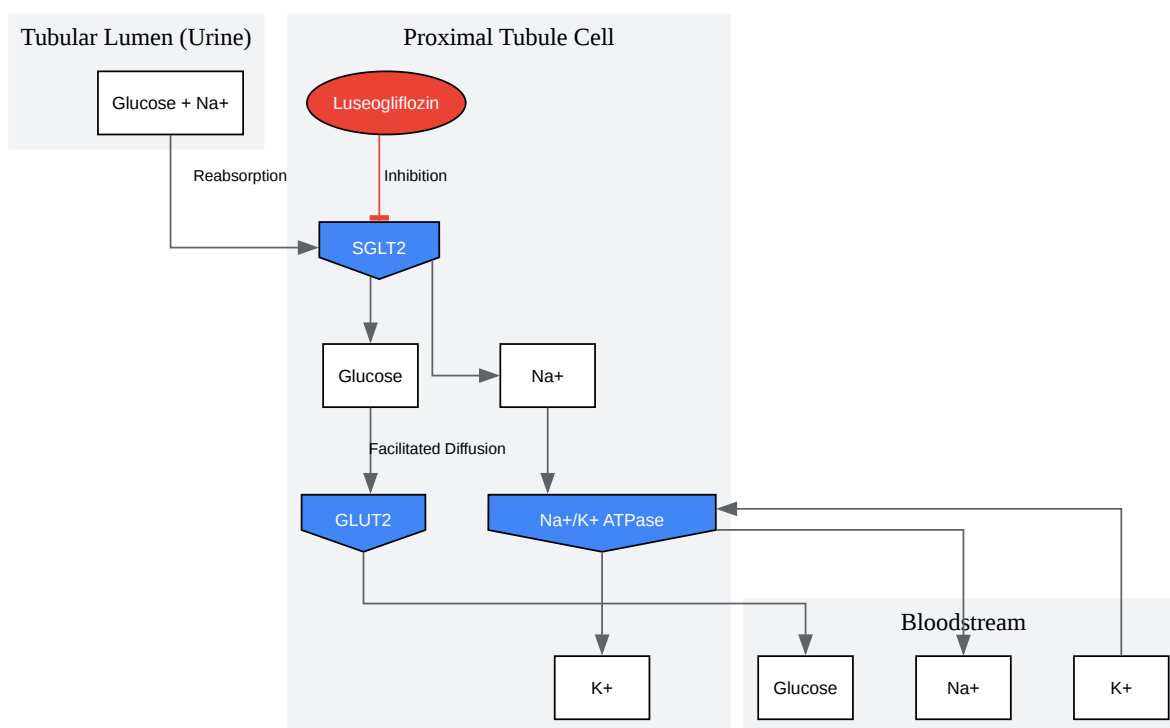 Tubular Lumen (Urine)
Proximal Tubule Cell
Glucose + Na+
Luseogliflozin
Reabsorption
Inhibition
SGLT2
Glucose
Na+
Facilitated Diffusion
GLUT2
Na+/K+ ATPase
Bloodstream
K+
Glucose
Na+
K+